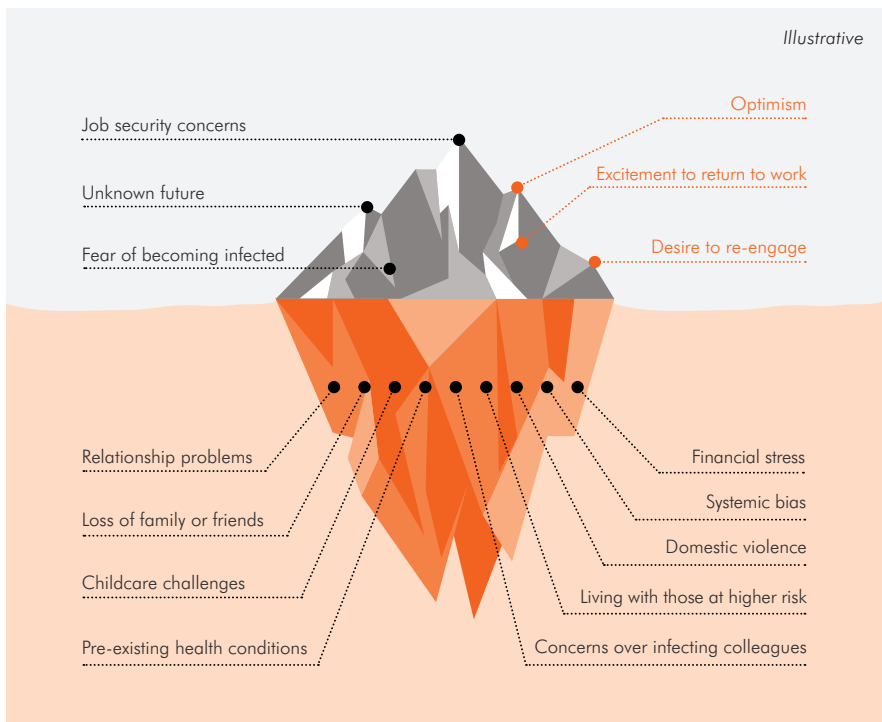 Illustrative
Job security concerns
Unknown future
Fear of becoming infected
Optimism
Excitement to return to work
Desire to re-engage
Relationship problems
Loss of family or friends
Childcare challenges
Pre-existing health conditions
Financial stress
Systemic bias
Domestic violence
Living with those at higher risk
Concerns over infecting colleagues